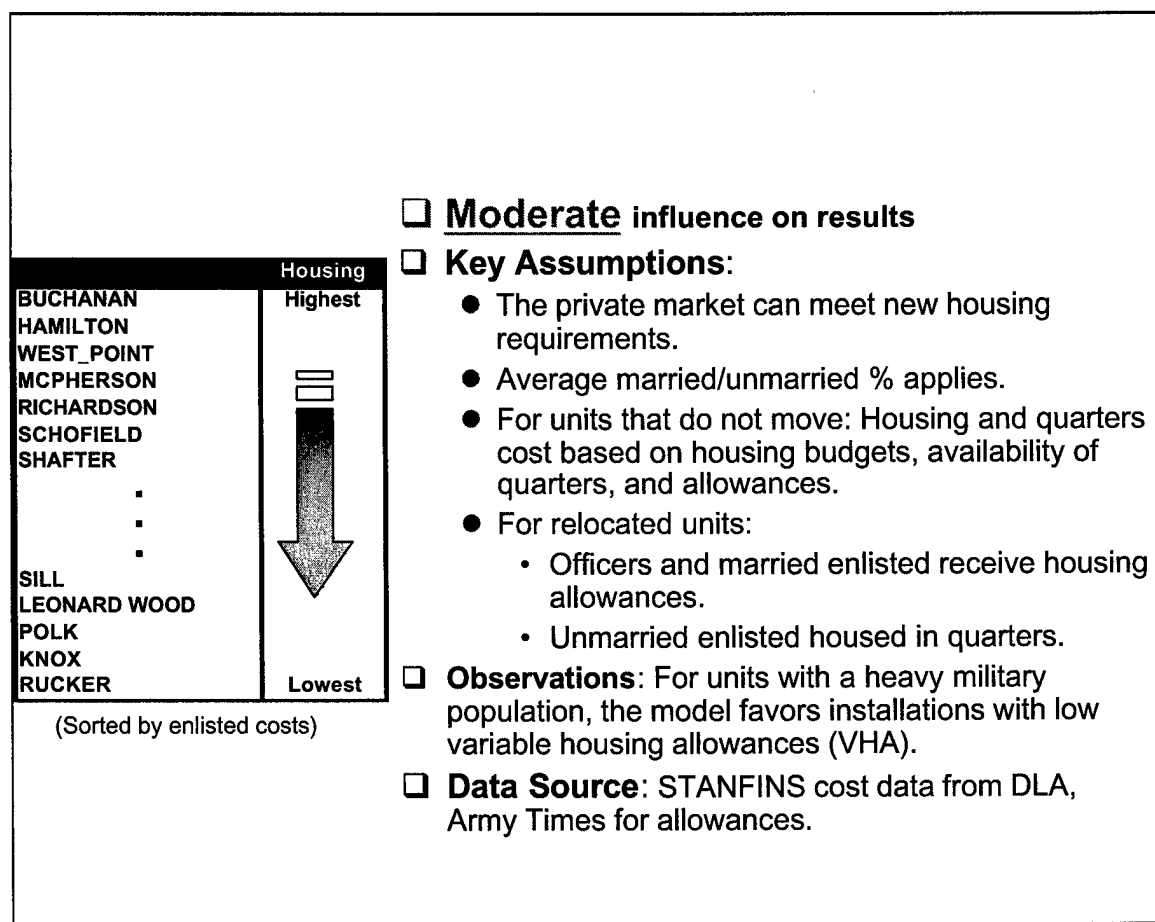 Housing
BUCHANAN Highest
HAMILTON
WEST_POINT
MCPHERSON
RICHARDSON
SCHOFIELD
SHAFTER
SILL
LEONARD WOOD
POLK
KNOX
RUCKER Lowest
(Sorted by enlisted costs)
Moderate influence on results
Key Assumptions:
The private market can meet new housing
requirements.
Average married/unmarried % applies.
For units that do not move: Housing and quarters
cost based on housing budgets, availability of
quarters, and allowances.
For relocated units:
Officers and married enlisted receive housing
allowances.
Unmarried enlisted housed in quarters.
Observations: For units with a heavy military
population, the model favors installations with low
variable housing allowances (VHA).
Data Source: STANFINS cost data from DLA,
Army Times for allowances.